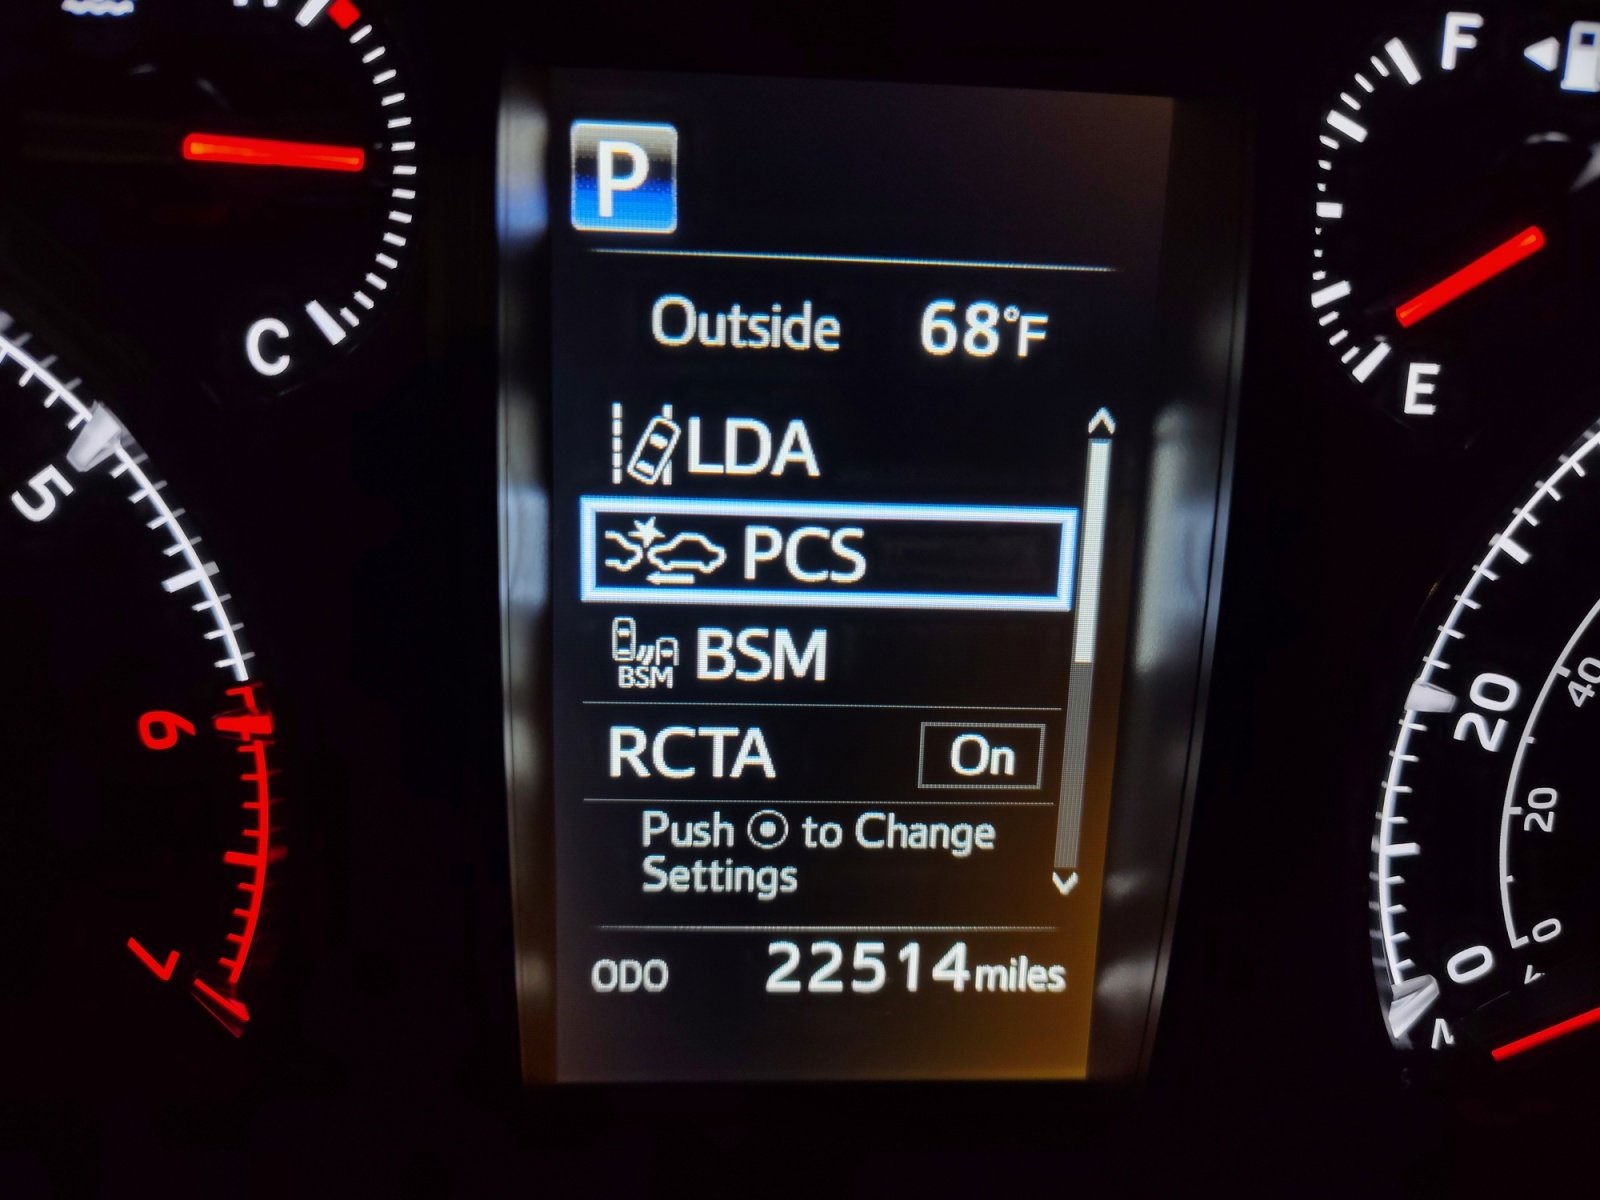 P
Outside 68°F
LDA
PCS
BSM BSM
RCTA On
Push to Change
Settings
ODO 22514 miles
C
5
6
7
F
E
20
0
40
20
0